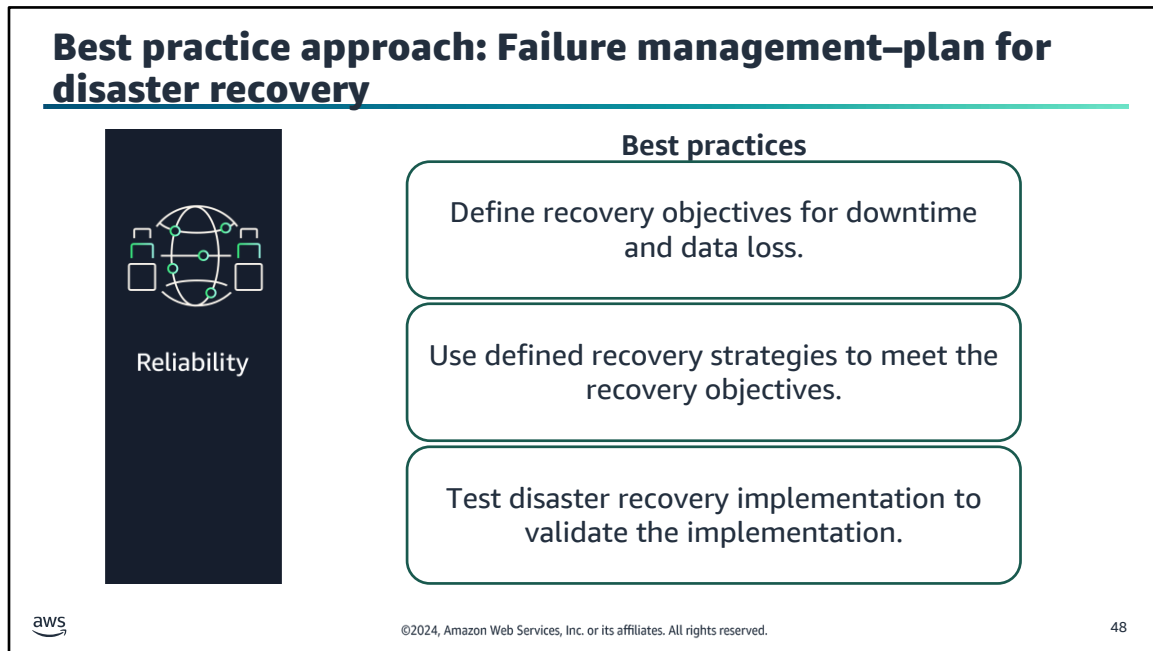 Best practice approach: Failure management–plan for
disaster recovery
Reliability
Best practices
Define recovery objectives for downtime
and data loss.
Use defined recovery strategies to meet the
recovery objectives.
Test disaster recovery implementation to
validate the implementation.
aws
©2024, Amazon Web Services, Inc. or its affiliates. All rights reserved.
48